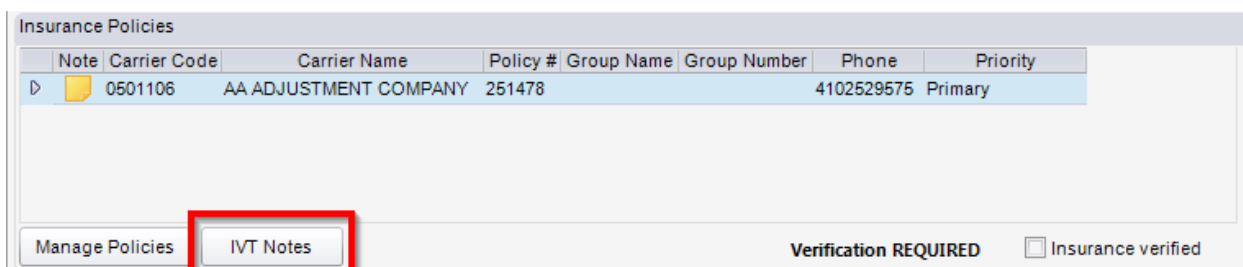 Insurance Policies
Note Carrier Code Carrier Name Policy # Group Name Group Number Phone Priority
0501106 AA ADJUSTMENT COMPANY 251478 4102529575 Primary
Manage Policies IVT Notes Verification REQUIRED Insurance verified